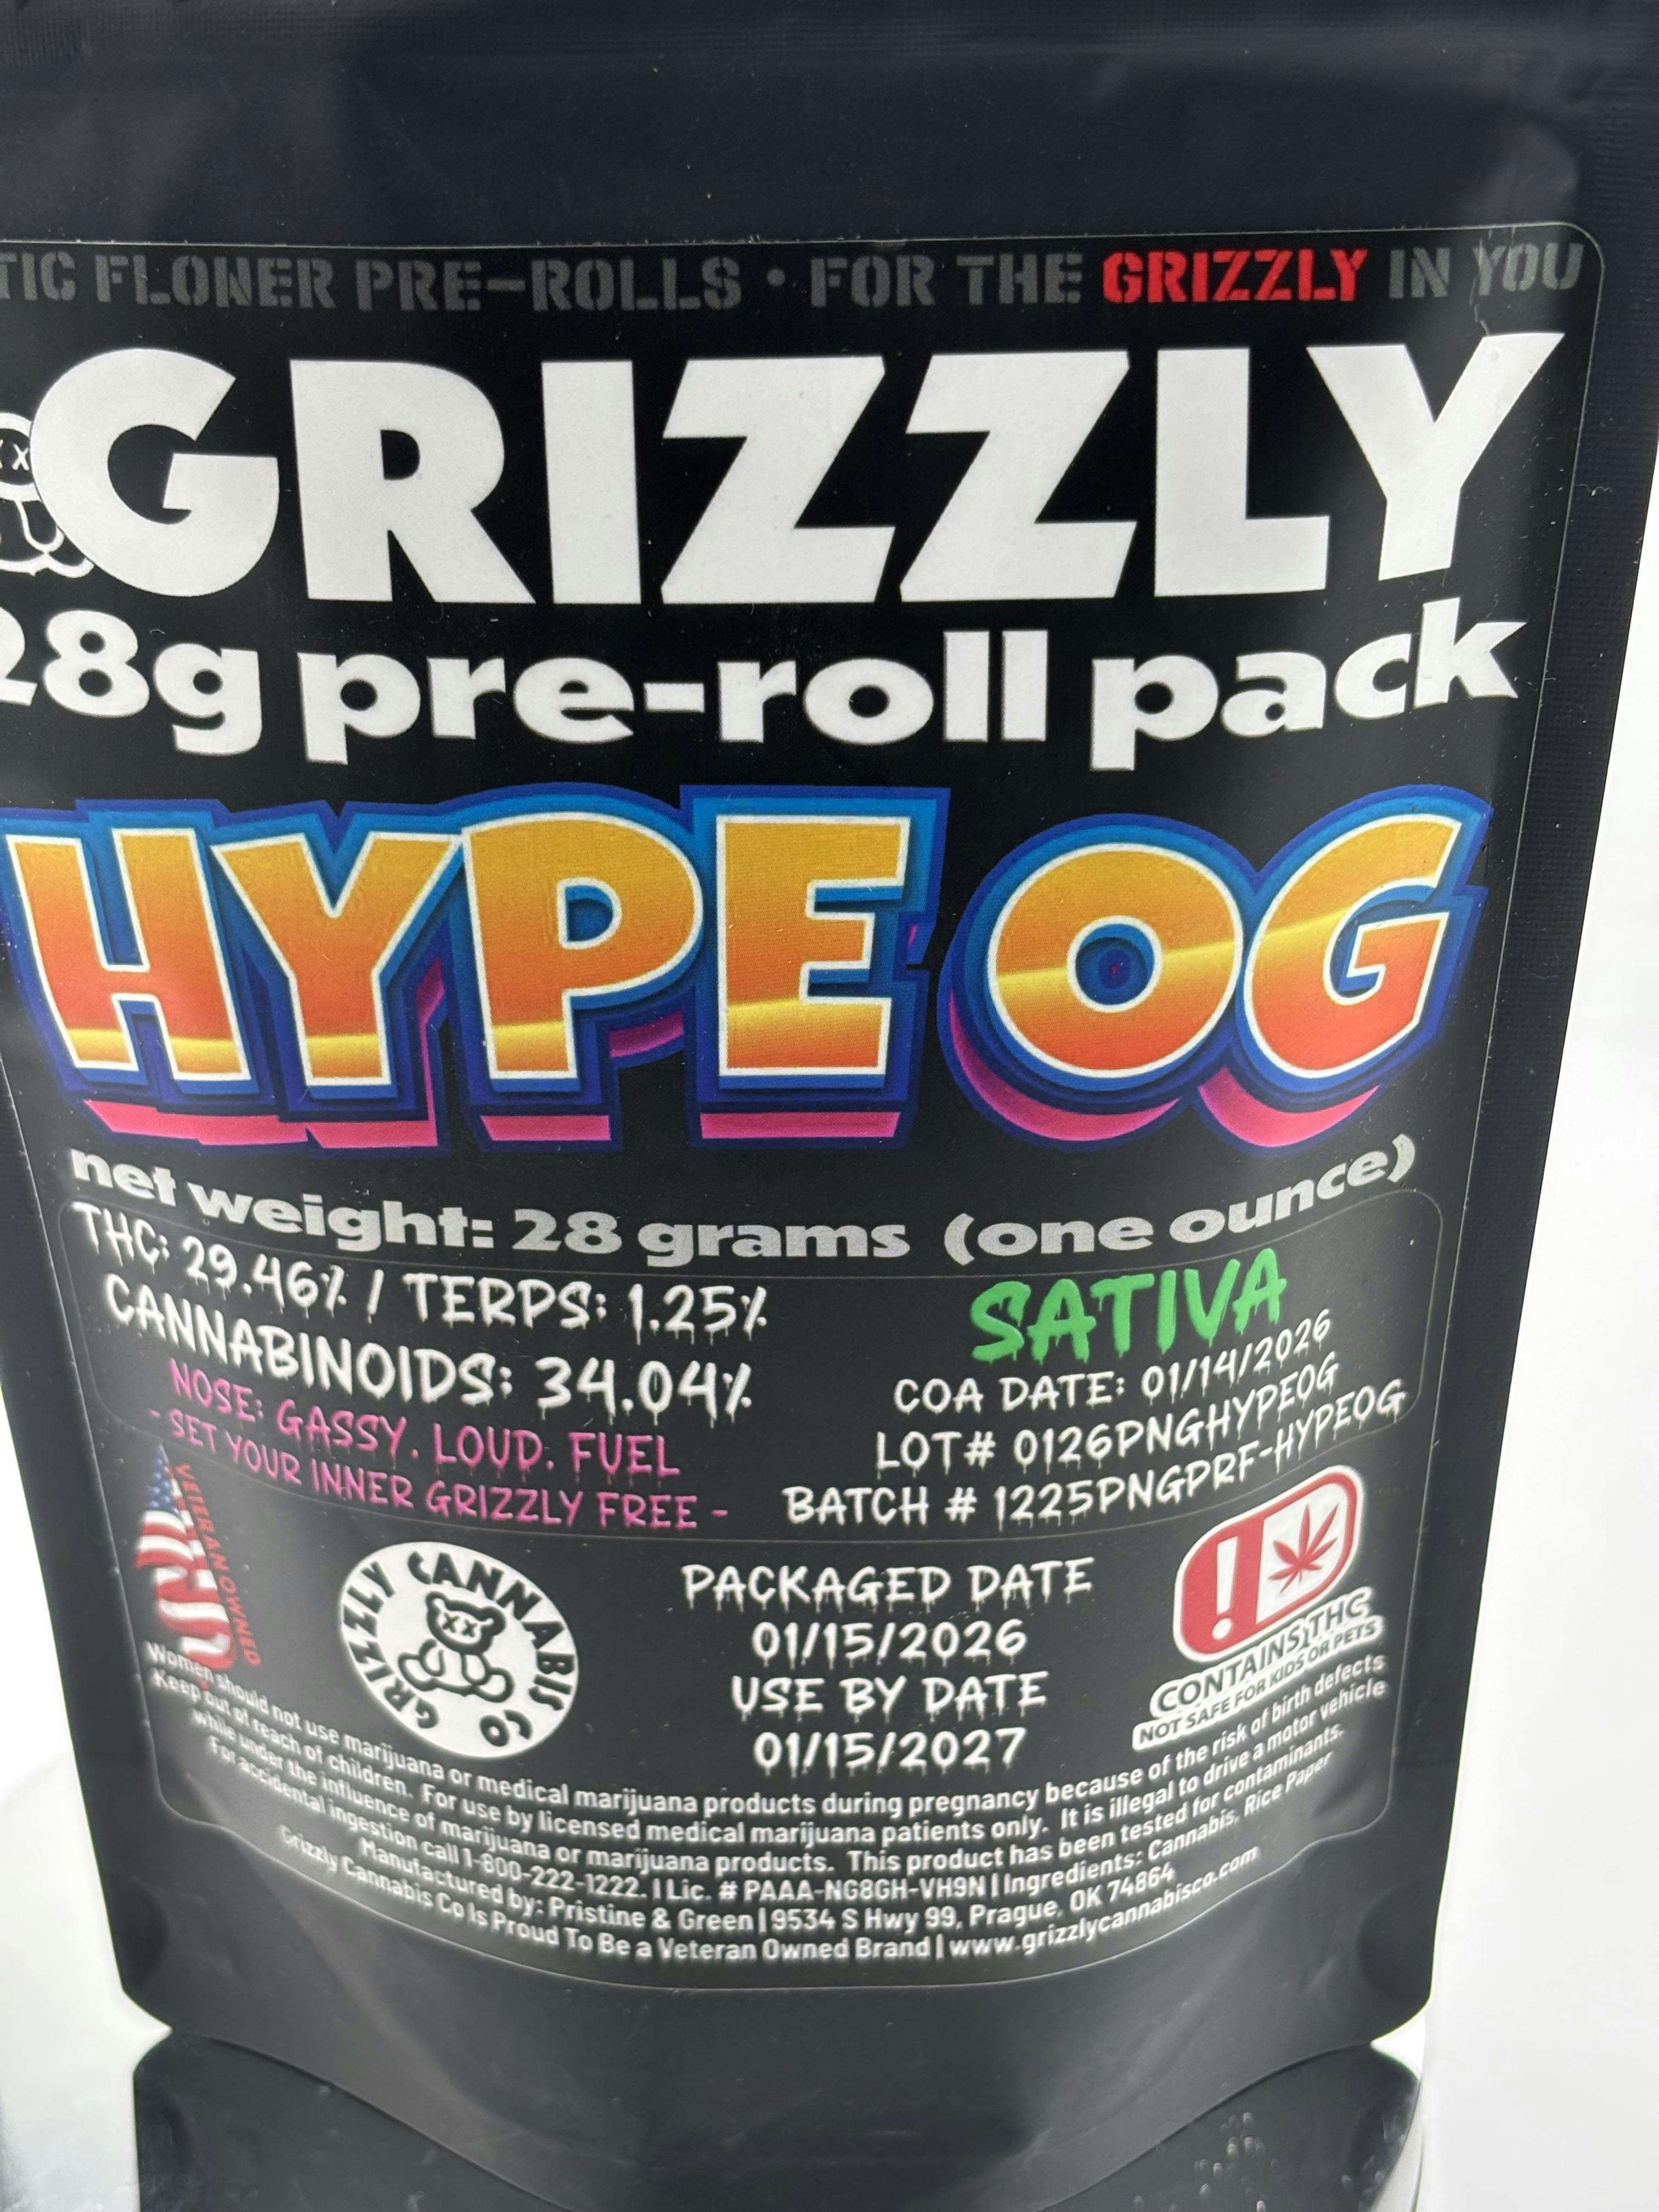 TIC FLOWER PRE-ROLLS • FOR THE GRIZZLY IN YOU
GRIZZLY
28g pre-roll pack
HYPE OG
net weight: 28 grams (one ounce)
THC: 29.46% / TERPS: 1.25%
CANNABINOIDS: 34.04%
NOSE: GASSY. LOUD. FUEL
- SET YOUR INNER GRIZZLY FREE -
SATIVA
COA DATE: 01/14/2026
LOT# 0126PNGHYPEOG
BATCH # 1225PNGPRF-HYPEOG
VETERAN OWNED
GRIZZLY CANNABIS CO
PACKAGED DATE
01/15/2026
USE BY DATE
01/15/2027
!
CONTAINS THC
NOT SAFE FOR KIDS OR PETS
Women should not use marijuana or medical marijuana products during pregnancy because of the risk of birth defects
Keep out of reach of children. For use by licensed medical marijuana patients only. It is illegal to drive a motor vehicle
while under the influence of marijuana or marijuana products. This product has been tested for contaminants.
For accidental ingestion call 1-800-222-1222. | Lic. # PAAA-NG8GH-VH9N | Ingredients: Cannabis, Rice Paper
Manufactured by: Pristine & Green | 9534 S Hwy 99, Prague, OK 74864
Grizzly Cannabis Co Is Proud To Be a Veteran Owned Brand | www.grizzlycannabisco.com